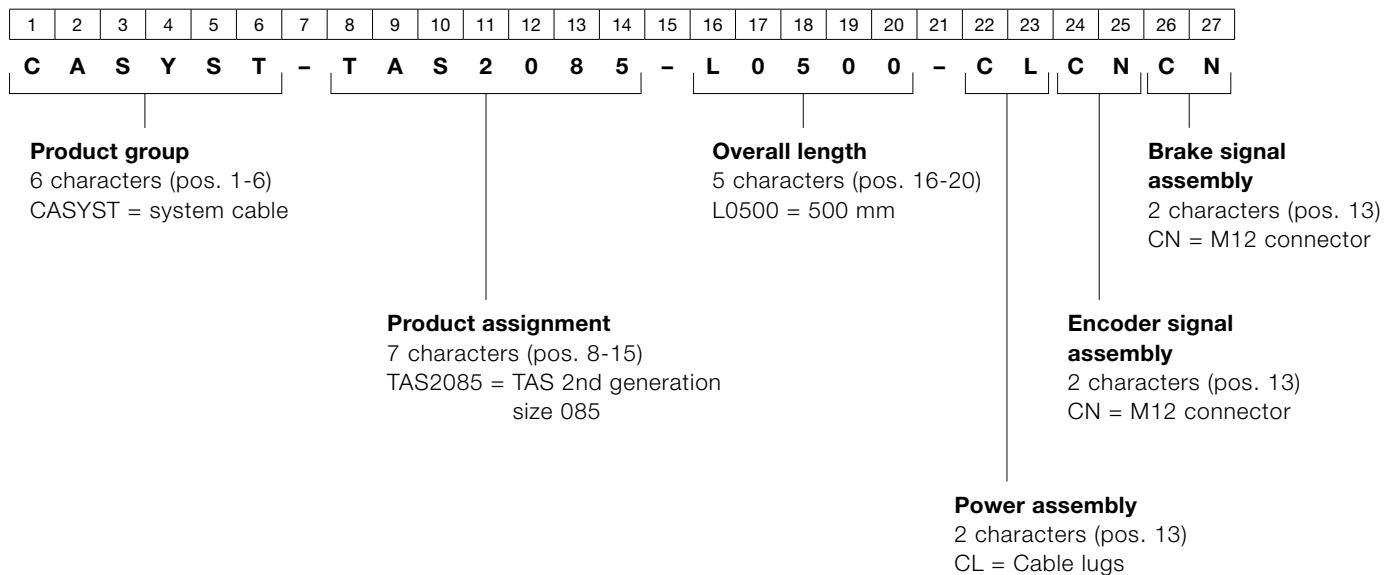 1 2 3 4 5 6 7 8 9 10 11 12 13 14 15 16 17 18 19 20 21 22 23 24 25 26 27
C A S Y S T – T A S 2 0 8 5 – L 0 5 0 0 – C L C N C N
Product group
6 characters (pos. 1-6)
CASYST = system cable
Overall length
5 characters (pos. 16-20)
L0500 = 500 mm
Brake signal
assembly
2 characters (pos. 13)
CN = M12 connector
Product assignment
7 characters (pos. 8-15)
TAS2085 = TAS 2nd generation
size 085
Encoder signal
assembly
2 characters (pos. 13)
CN = M12 connector
Power assembly
2 characters (pos. 13)
CL = Cable lugs